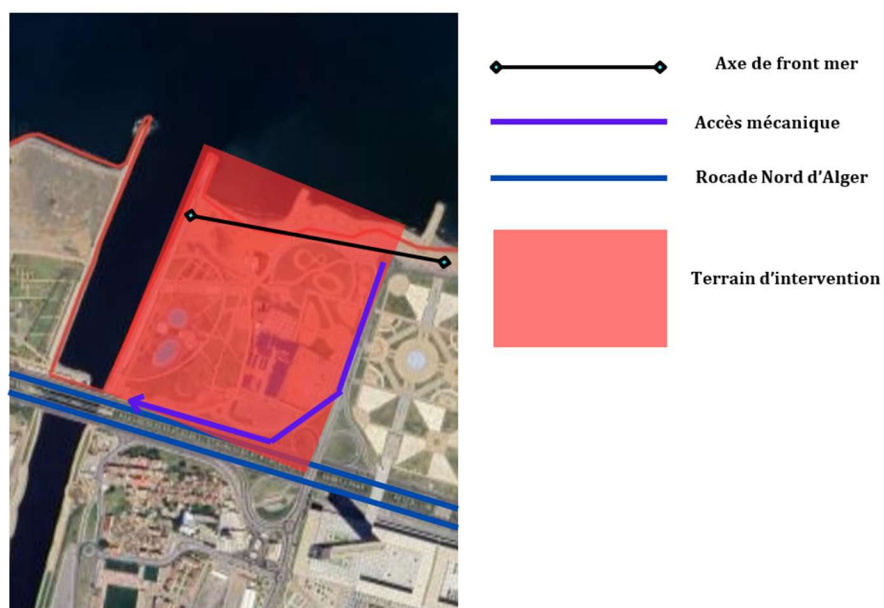 Axe de front mer
Accès mécanique
Rocade Nord d’Alger
Terrain d’intervention